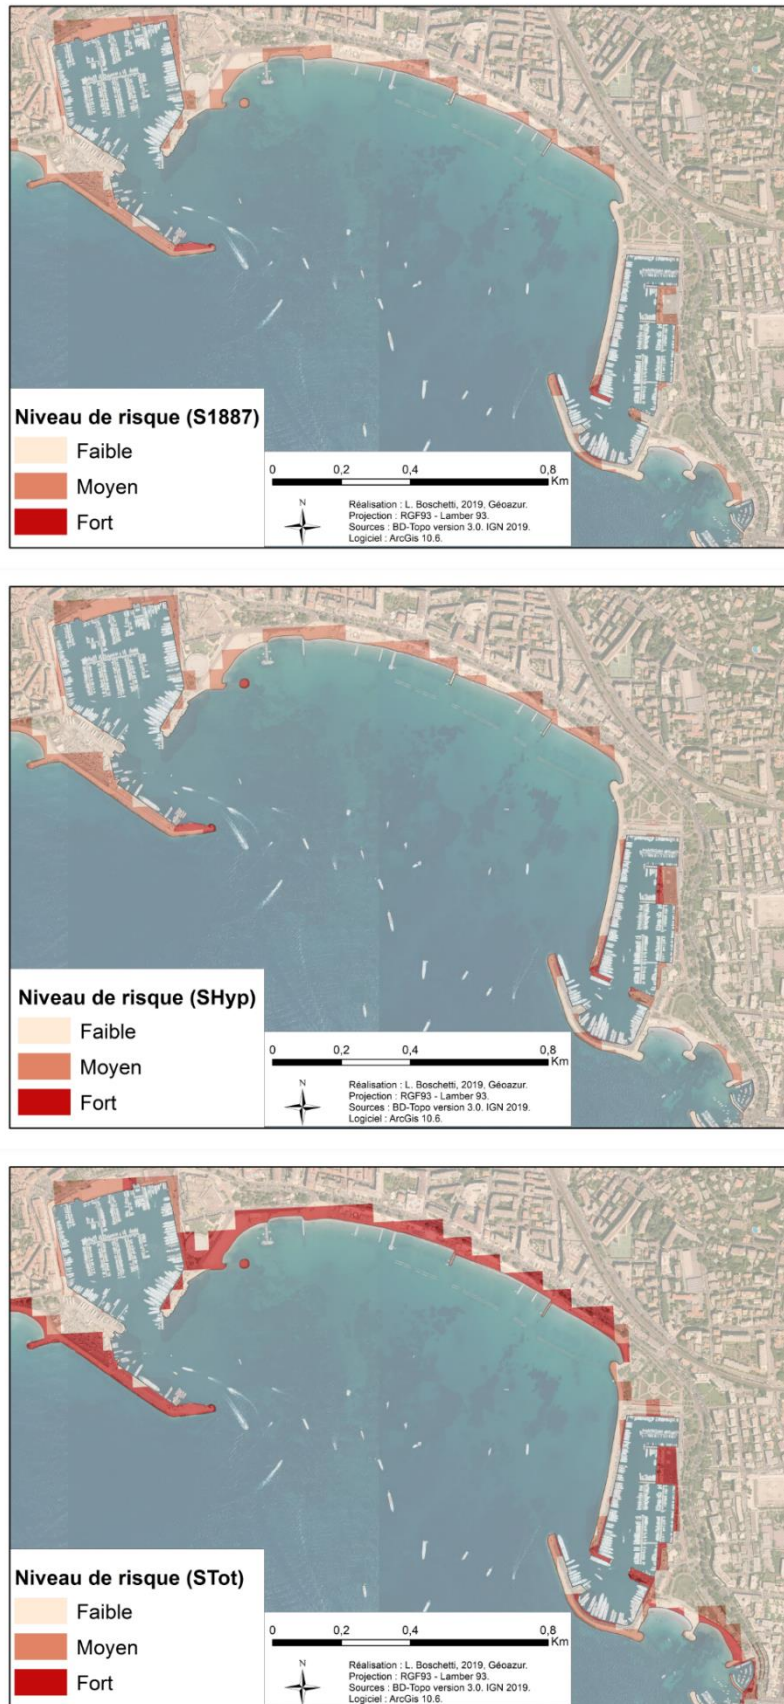 Niveau de risque (S1887)
Faible
Moyen
Fort
0 0,2 0,4 0,8
Km
N
Réalisation : L. Boschetti, 2019, Géoazur.
Projection : RGF93 - Lamber 93.
Sources : BD-Topo version 3.0. IGN 2019.
Logiciel : ArcGis 10.6.
Niveau de risque (SHyp)
Faible
Moyen
Fort
0 0,2 0,4 0,8
Km
N
Réalisation : L. Boschetti, 2019, Géoazur.
Projection : RGF93 - Lamber 93.
Sources : BD-Topo version 3.0. IGN 2019.
Logiciel : ArcGis 10.6.
Niveau de risque (STot)
Faible
Moyen
Fort
0 0,2 0,4 0,8
Km
N
Réalisation : L. Boschetti, 2019, Géoazur.
Projection : RGF93 - Lamber 93.
Sources : BD-Topo version 3.0. IGN 2019.
Logiciel : ArcGis 10.6.